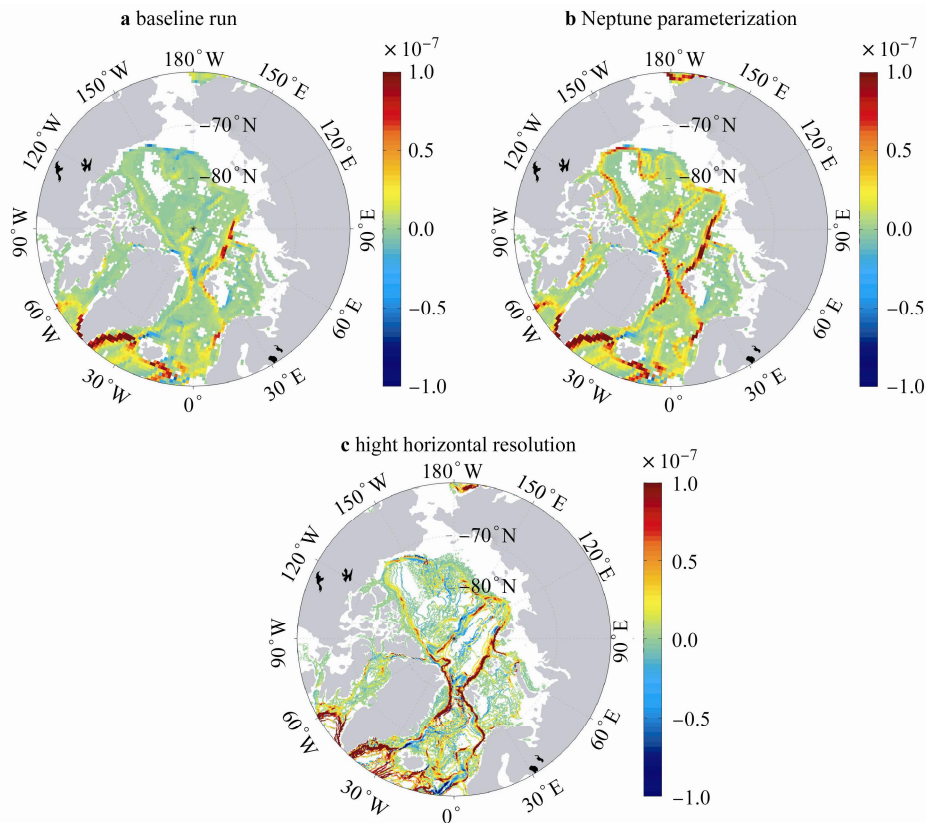 a baseline run
180°W
150°W
150°E
120°W
120°E
−70°N
−80°N
90°W
90°E
60°W
60°E
30°W
30°E
0°
× 10⁻⁷
1.0
0.5
0.0
−0.5
−1.0
b Neptune parameterization
180°W
150°W
150°E
120°W
120°E
−70°N
−80°N
90°W
90°E
60°W
60°E
30°W
30°E
0°
× 10⁻⁷
1.0
0.5
0.0
−0.5
−1.0
c hight horizontal resolution
180°W
150°W
150°E
120°W
120°E
−70°N
−80°N
90°W
90°E
60°W
60°E
30°W
30°E
0°
× 10⁻⁷
1.0
0.5
0.0
−0.5
−1.0